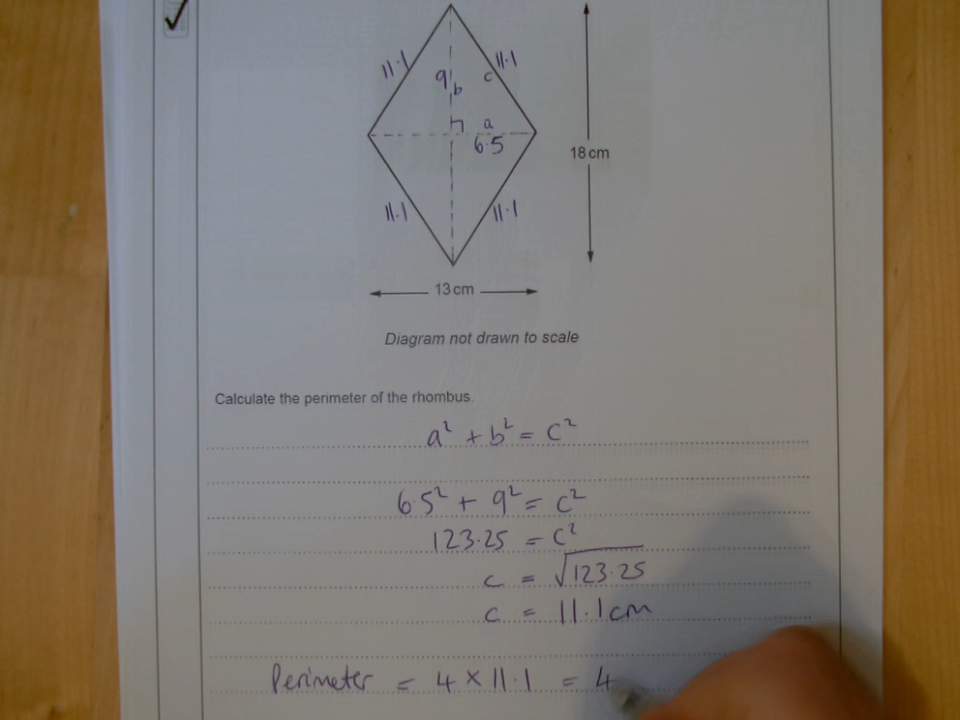 11.1 11.1
9 c
b
a
6.5
18 cm
11.1 11.1
13 cm
Diagram not drawn to scale
Calculate the perimeter of the rhombus.
a² + b² = c²
6.5² + 9² = c²
123.25 = c²
c = √123.25
c = 11.1cm
Perimeter = 4 × 11.1 = 4